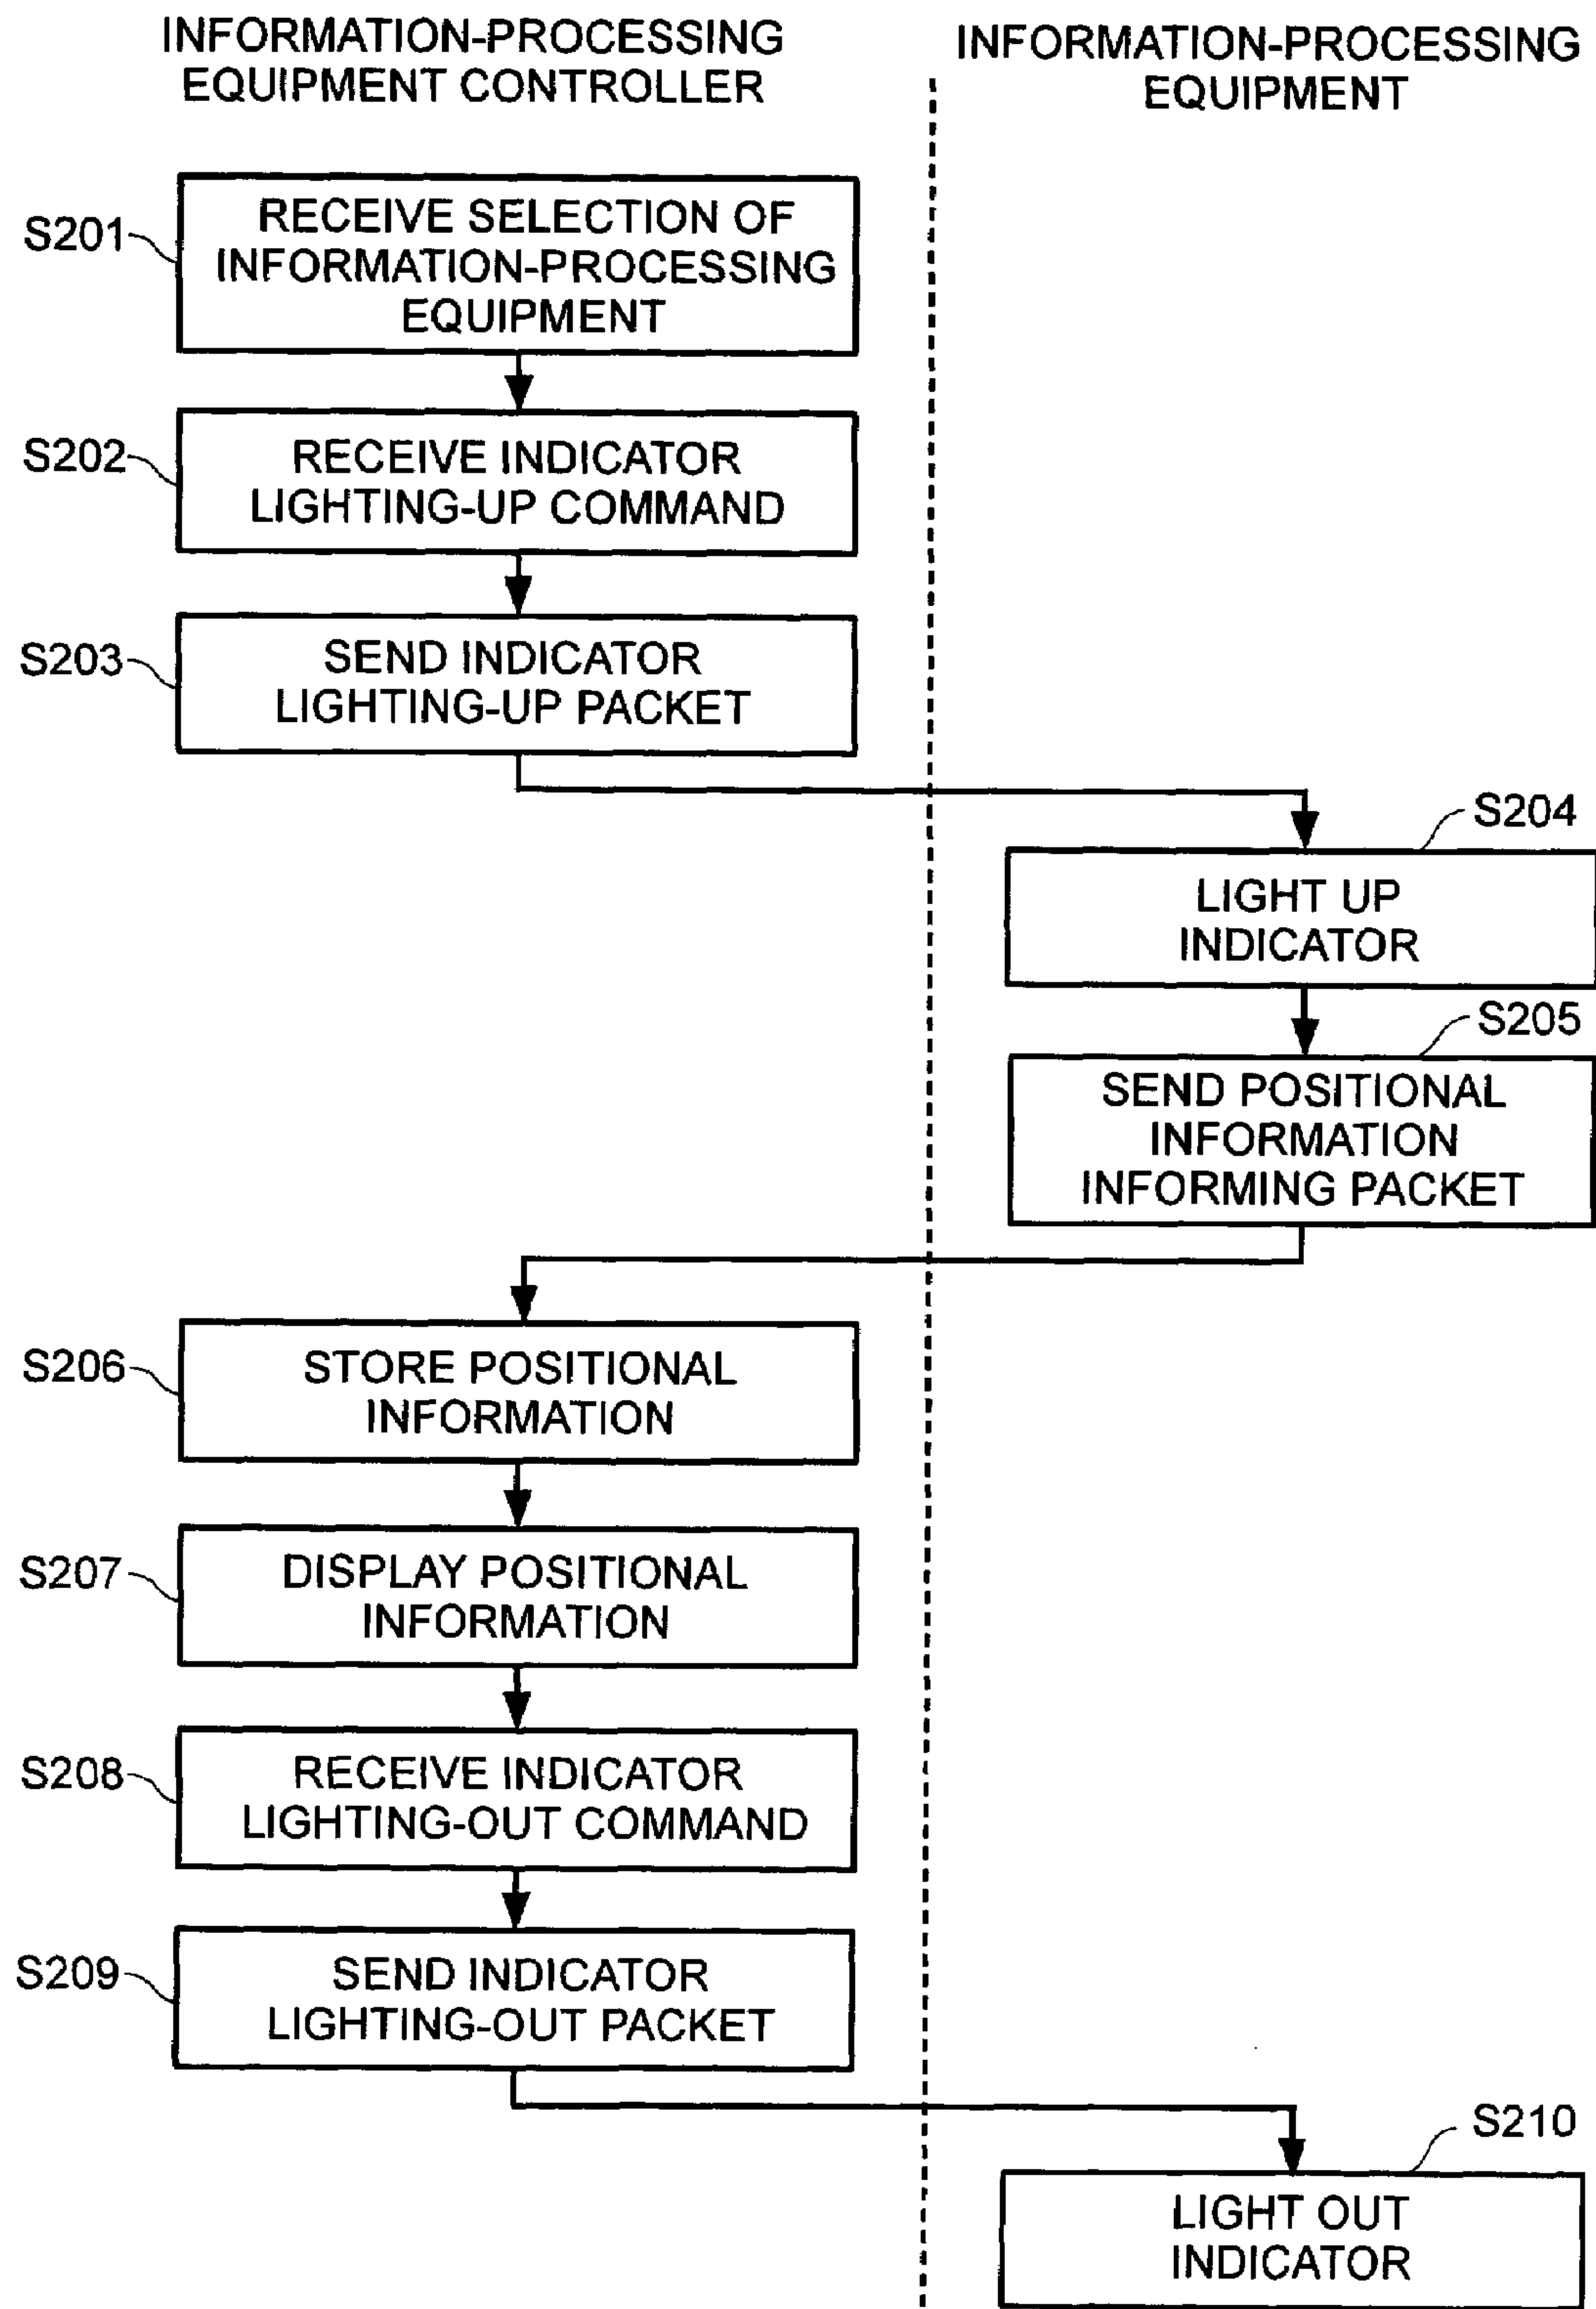 INFORMATION-PROCESSING
EQUIPMENT CONTROLLER
INFORMATION-PROCESSING
EQUIPMENT
S201
RECEIVE SELECTION OF
INFORMATION-PROCESSING
EQUIPMENT
S202
RECEIVE INDICATOR
LIGHTING-UP COMMAND
S203
SEND INDICATOR
LIGHTING-UP PACKET
S204
LIGHT UP
INDICATOR
S205
SEND POSITIONAL
INFORMATION
INFORMING PACKET
S206
STORE POSITIONAL
INFORMATION
S207
DISPLAY POSITIONAL
INFORMATION
S208
RECEIVE INDICATOR
LIGHTING-OUT COMMAND
S209
SEND INDICATOR
LIGHTING-OUT PACKET
S210
LIGHT OUT
INDICATOR